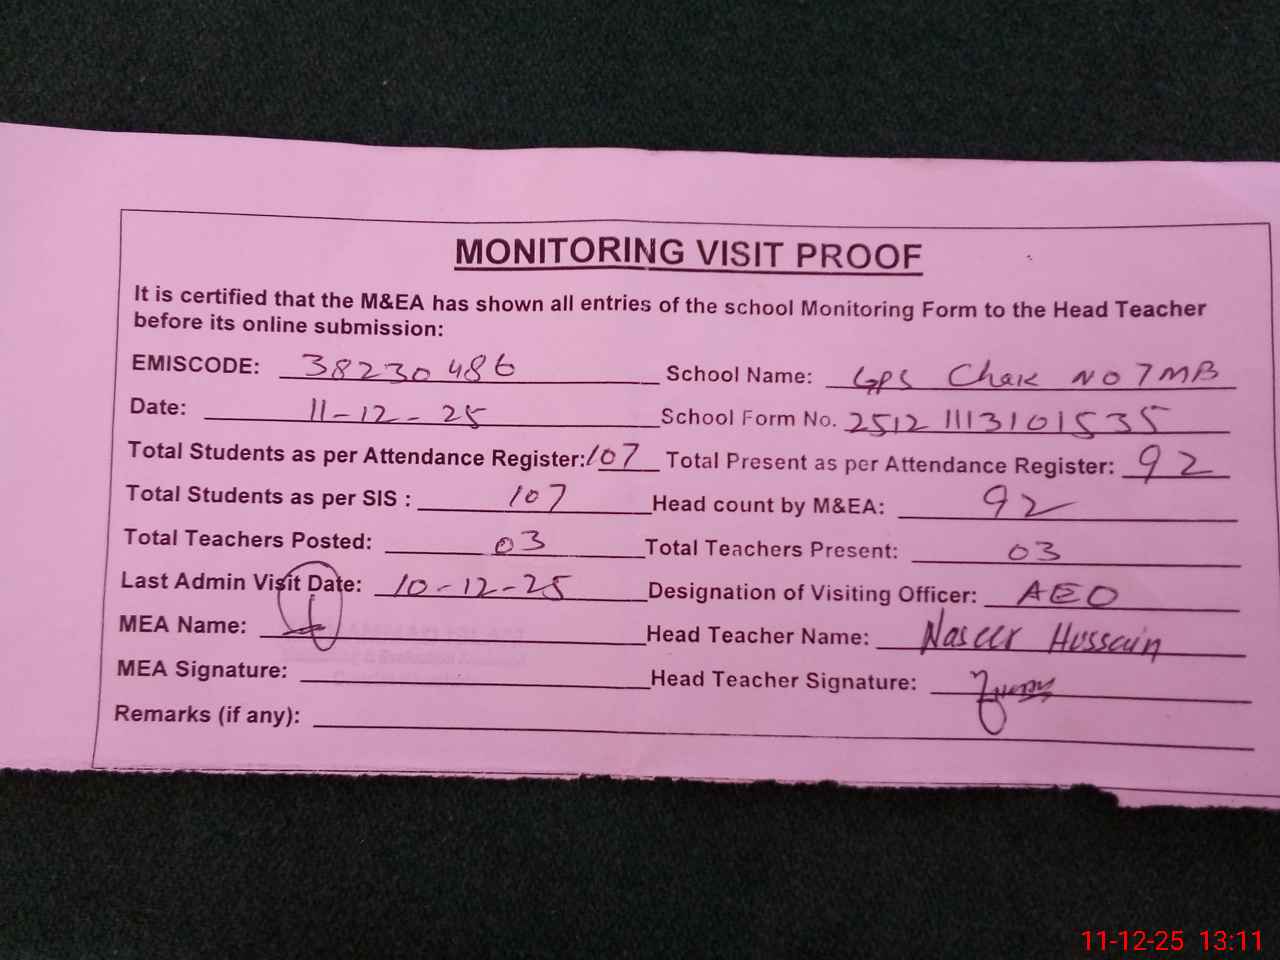 MONITORING VISIT PROOF
It is certified that the M&EA has shown all entries of the school Monitoring Form to the Head Teacher
before its online submission:
EMISCODE: 38230486 School Name: GPS Chak NO 7MB
Date: 11-12-25 School Form No. 251211113101535
Total Students as per Attendance Register: 107 Total Present as per Attendance Register: 92
Total Students as per SIS : 107 Head count by M&EA: 92
Total Teachers Posted: 03 Total Teachers Present: 03
Last Admin Visit Date: 10-12-25 Designation of Visiting Officer: AEO
MEA Name: Head Teacher Name: Naseer Hussain
MEA Signature: Head Teacher Signature:
Remarks (if any):
11-12-25 13:11